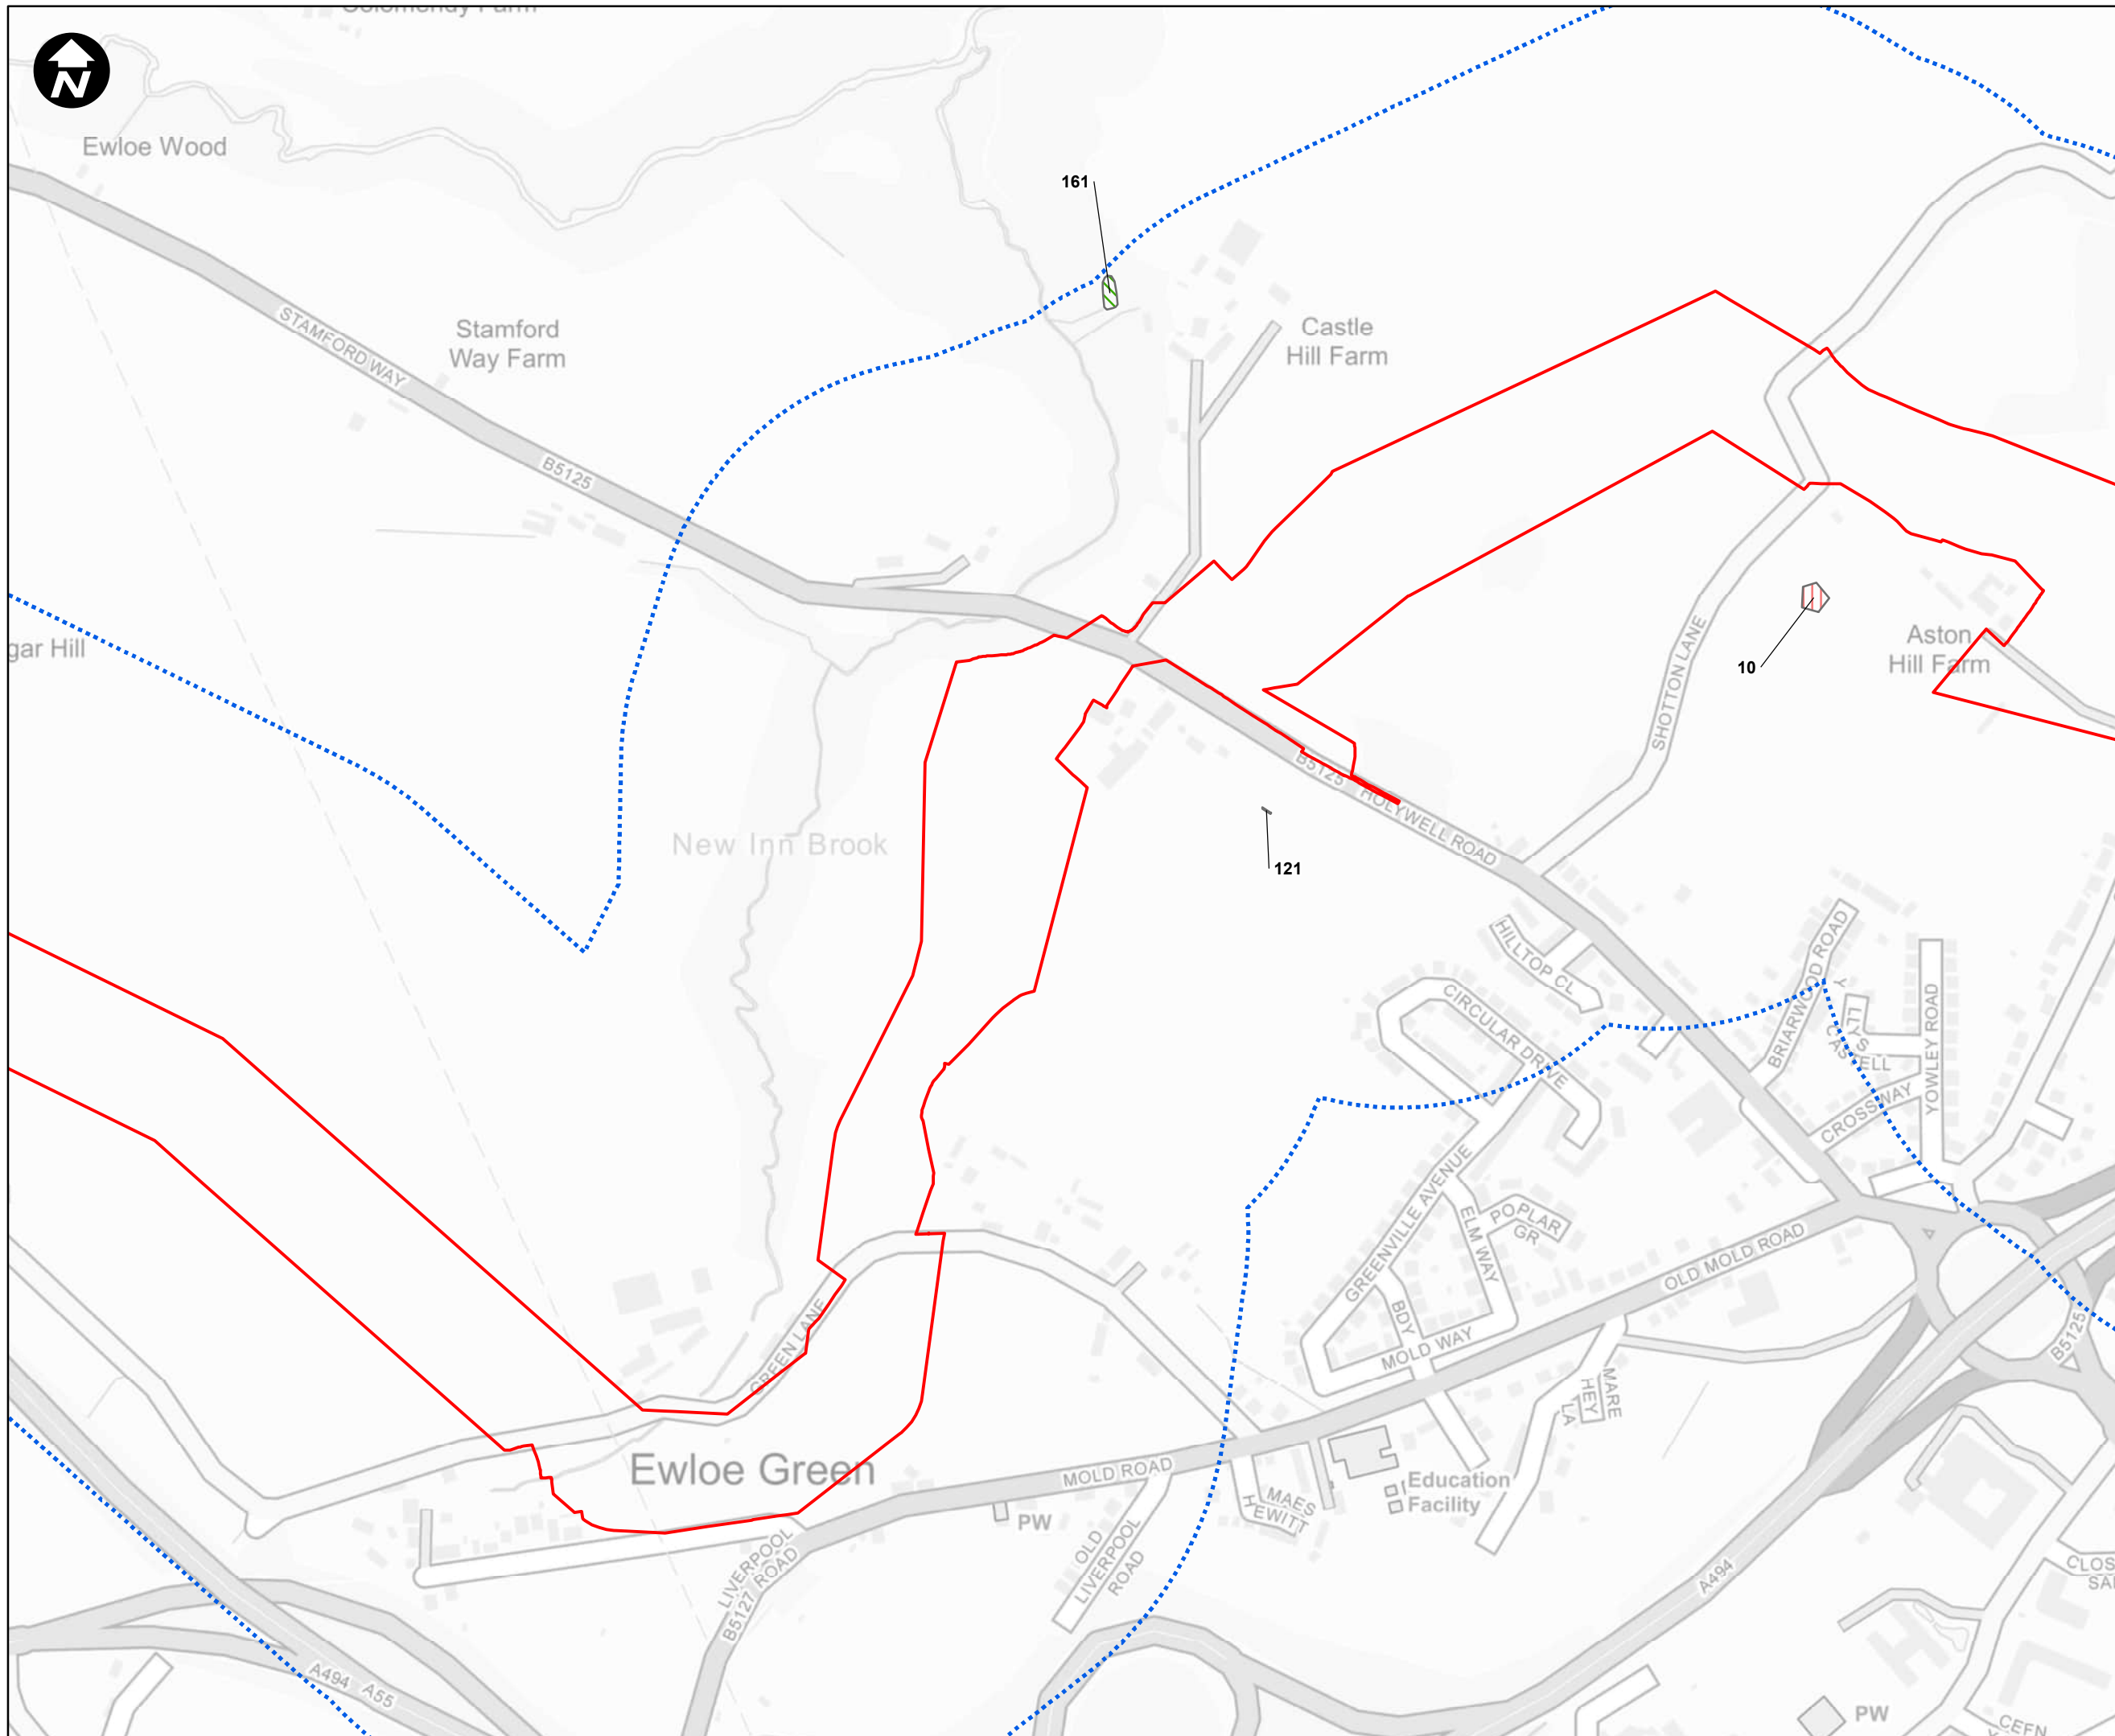 N
Ewloe Wood
161
STAMFORD WAY
Stamford
Way Farm
Castle
Hill Farm
B5125
gar Hill
10
Aston
Hill Farm
SHOTTON LANE
B5125
HOLYWELL ROAD
New Inn Brook
121
HILLTOP CL
CIRCULAR DRIVE
BRIARWOOD ROAD
LLYS
CASTELL
YOWLEY ROAD
CROSSWAY
GREENVILLE AVENUE
ELM WAY
POPLAR
GR
OLD MOLD ROAD
BDY
MOLD WAY
GREEN LANE
B5125
MARE
HEY
LA
Ewloe Green
MOLD ROAD
Education
Facility
MAES
HEWITT
PW
OLD
LIVERPOOL
ROAD
LIVERPOOL
ROAD
B5127
A494
CLOS
SA
A494
A55
PW
CEFN